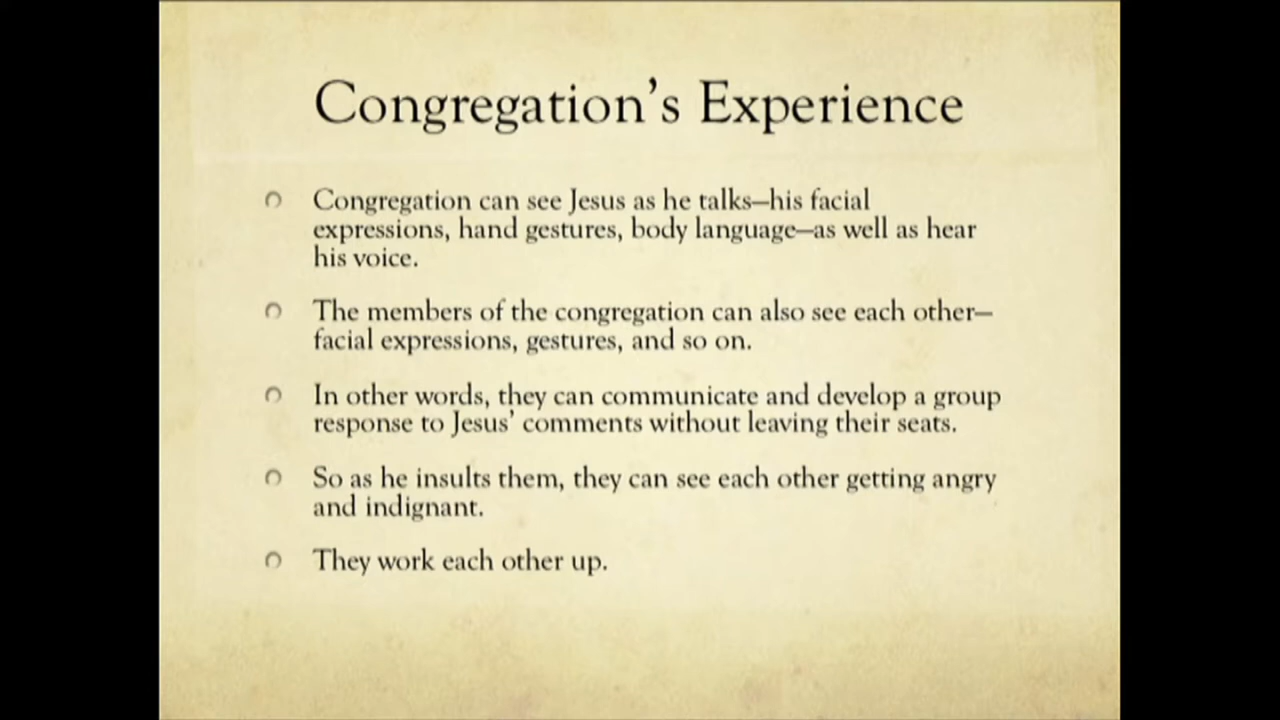 Congregation’s Experience
Congregation can see Jesus as he talks—his facial
expressions, hand gestures, body language—as well as hear
his voice.
The members of the congregation can also see each other—
facial expressions, gestures, and so on.
In other words, they can communicate and develop a group
response to Jesus’ comments without leaving their seats.
So as he insults them, they can see each other getting angry
and indignant.
They work each other up.